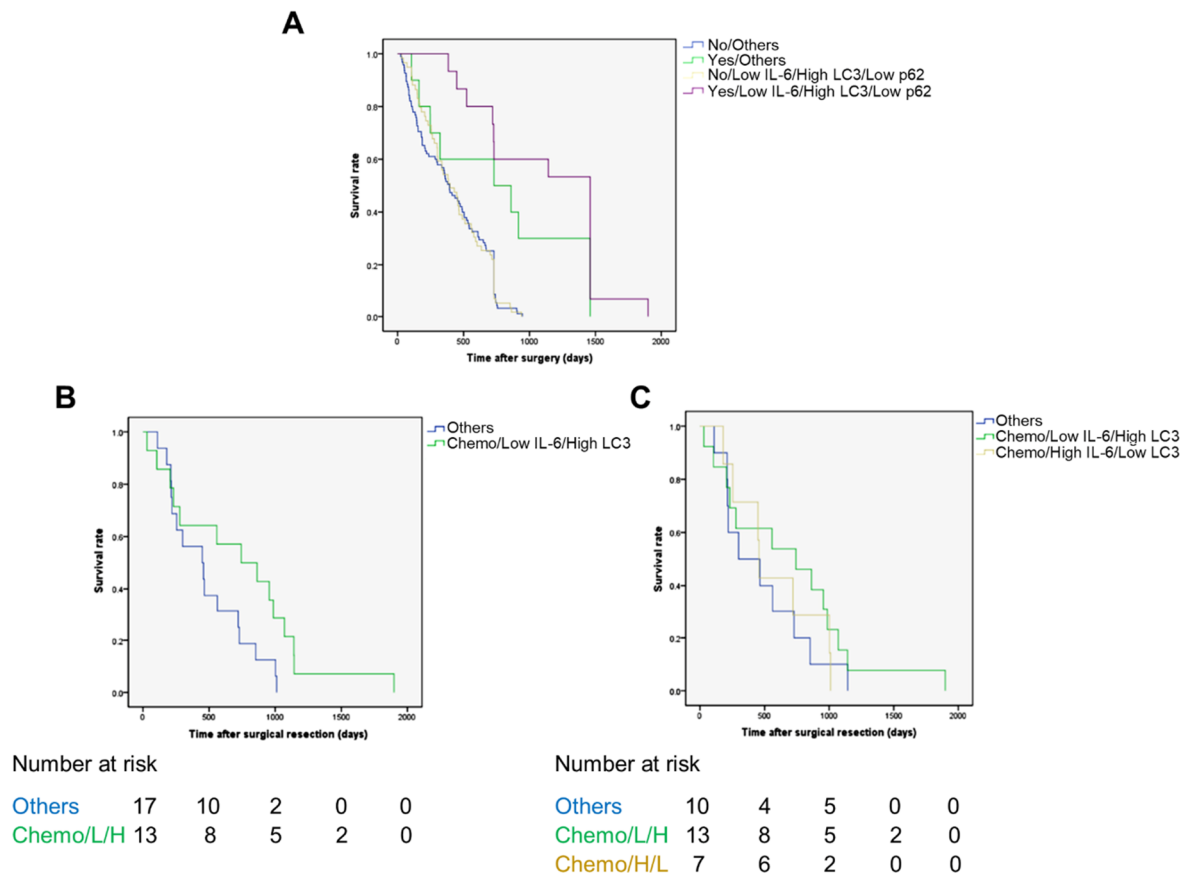 A
No/Others
Yes/Others
No/Low IL-6/High LC3/Low p62
Yes/Low IL-6/High LC3/Low p62
Survival rate
1.0
0.8
0.6
0.4
0.2
0.0
0 500 1000 1500 2000
Time after surgery (days)
B
Others
Chemo/Low IL-6/High LC3
Survival rate
1.0
0.8
0.6
0.4
0.2
0.0
0 500 1000 1500 2000
Time after surgical resection (days)
Number at risk
Others 17 10 2 0 0
Chemo/L/H 13 8 5 2 0
C
Others
Chemo/Low IL-6/High LC3
Chemo/High IL-6/Low LC3
Survival rate
1.0
0.8
0.6
0.4
0.2
0.0
0 500 1000 1500 2000
Time after surgical resection (days)
Number at risk
Others 10 4 5 0 0
Chemo/L/H 13 8 5 2 0
Chemo/H/L 7 6 2 0 0